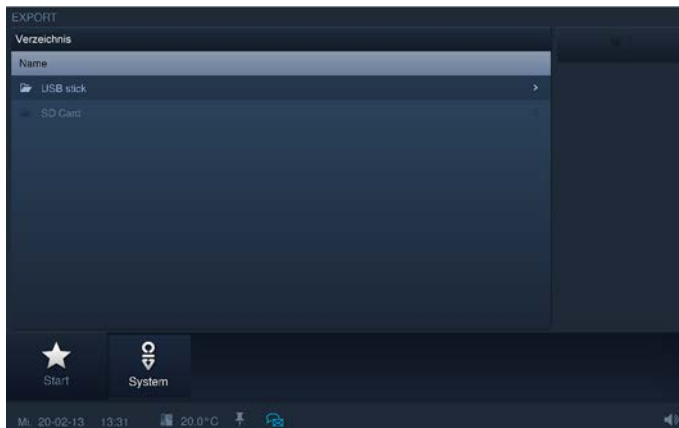 EXPORT
Verzeichnis
Name
USB stick
SD Card
Start
System
Mi. 20-02-13 13:31 20.0°C